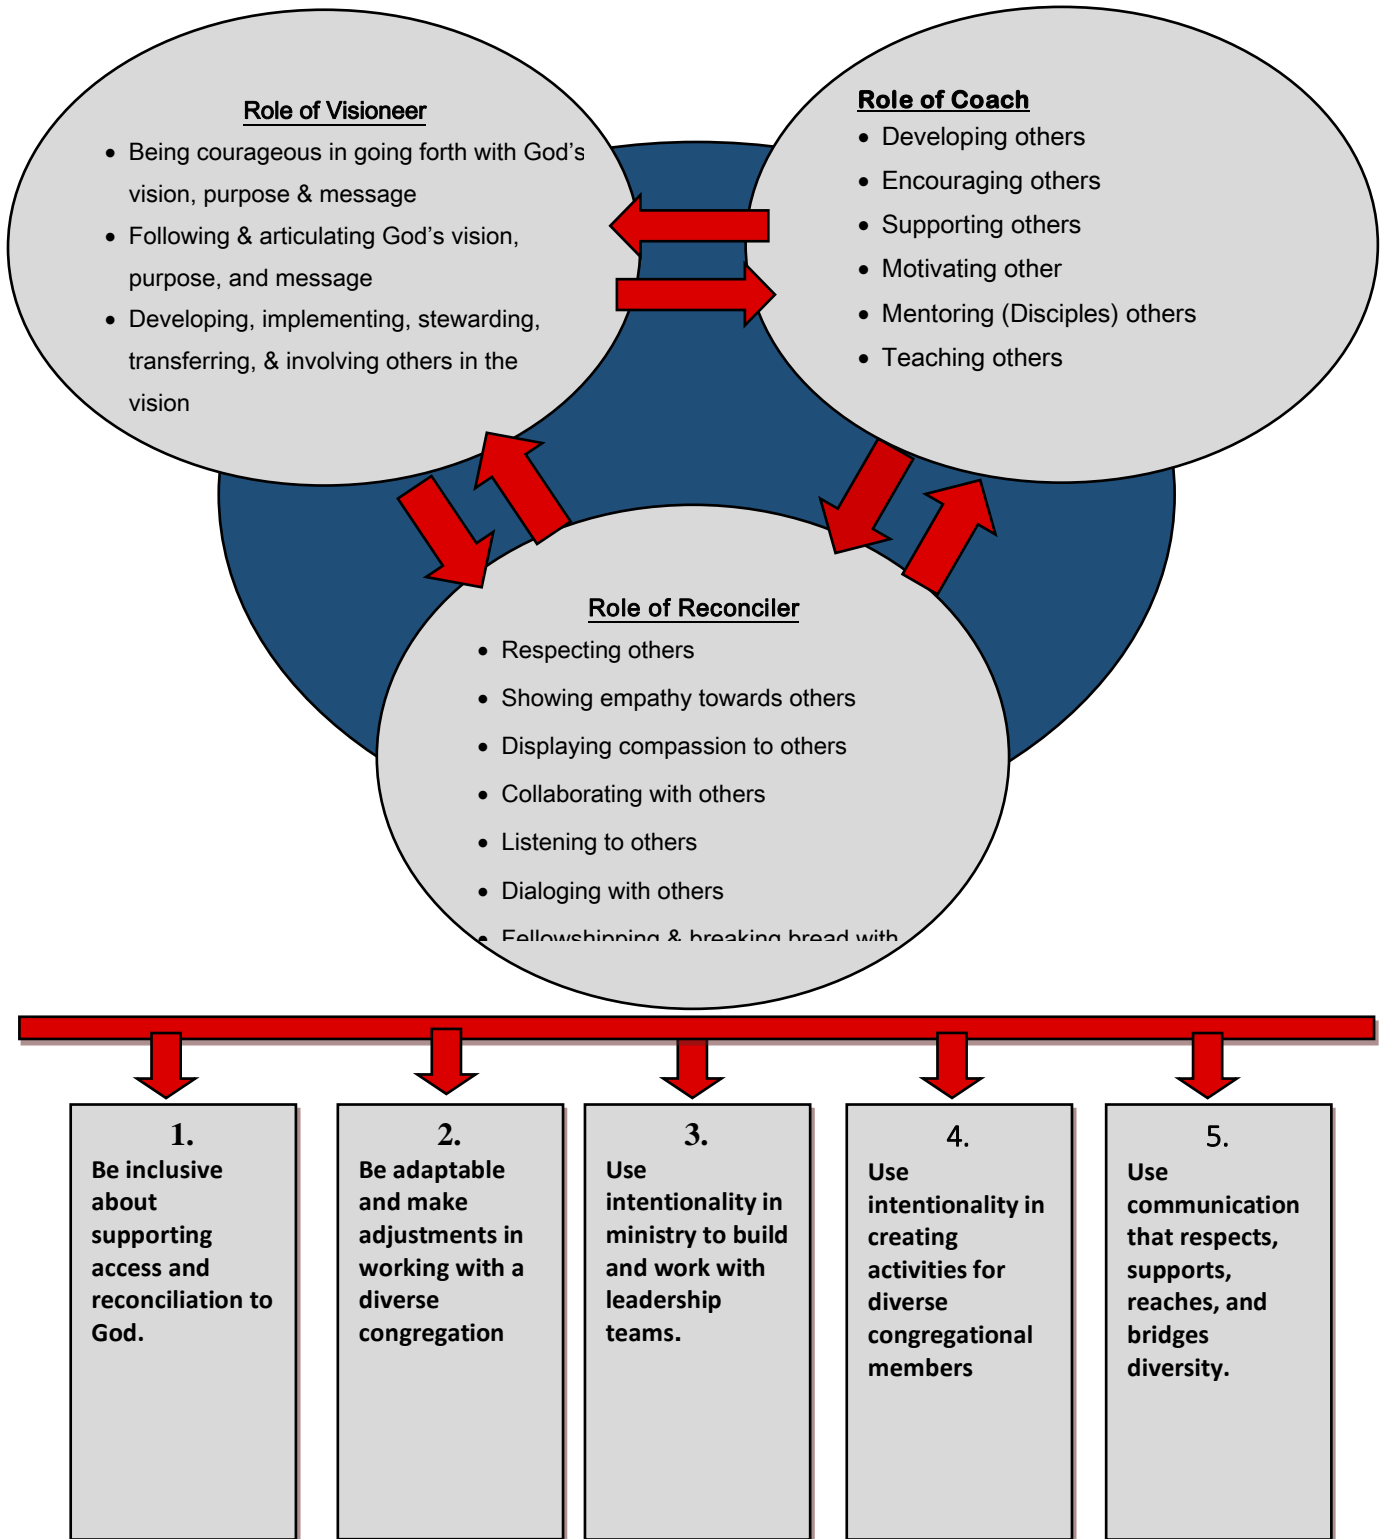 Role of Visioneer
• Being courageous in going forth with God's
vision, purpose & message
• Following & articulating God's vision,
purpose, and message
• Developing, implementing, stewarding,
transferring, & involving others in the
vision
Role of Coach
• Developing others
• Encouraging others
• Supporting others
• Motivating other
• Mentoring (Disciples) others
• Teaching others
Role of Reconciler
• Respecting others
• Showing empathy towards others
• Displaying compassion to others
• Collaborating with others
• Listening to others
• Dialoging with others
• Fellowshipping & breaking bread with
1.
Be inclusive
about
supporting
access and
reconciliation to
God.
2.
Be adaptable
and make
adjustments in
working with a
diverse
congregation
3.
Use
intentionality in
ministry to build
and work with
leadership
teams.
4.
Use
intentionality in
creating
activities for
diverse
congregational
members
5.
Use
communication
that respects,
supports,
reaches, and
bridges
diversity.